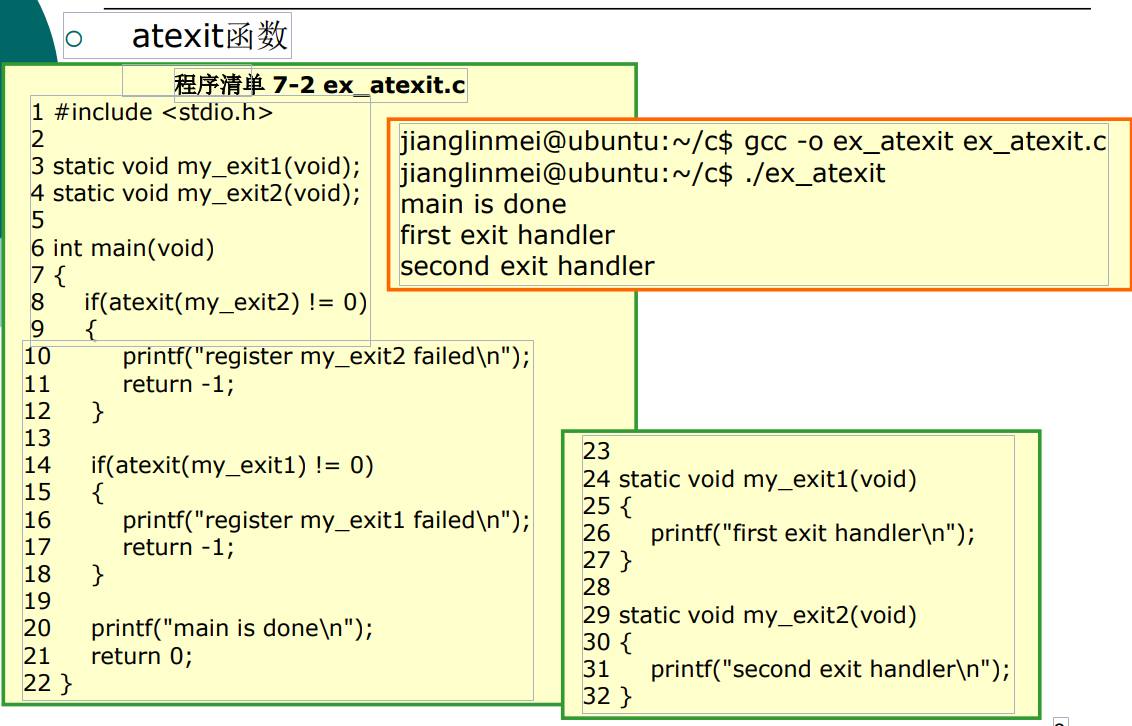 atexit函数
程序清单 7-2 ex_atexit.c
1 #include <stdio.h>
2
3 static void my_exit1(void);
4 static void my_exit2(void);
5
6 int main(void)
7 {
8 if(atexit(my_exit2) != 0)
9 {
10 printf("register my_exit2 failed\n");
11 return -1;
12 }
13
14 if(atexit(my_exit1) != 0)
15 {
16 printf("register my_exit1 failed\n");
17 return -1;
18 }
19
20 printf("main is done\n");
21 return 0;
22 }
jianglinmei@ubuntu:~/c$ gcc -o ex_atexit ex_atexit.c
jianglinmei@ubuntu:~/c$ ./ex_atexit
main is done
first exit handler
second exit handler
23
24 static void my_exit1(void)
25 {
26 printf("first exit handler\n");
27 }
28
29 static void my_exit2(void)
30 {
31 printf("second exit handler\n");
32 }